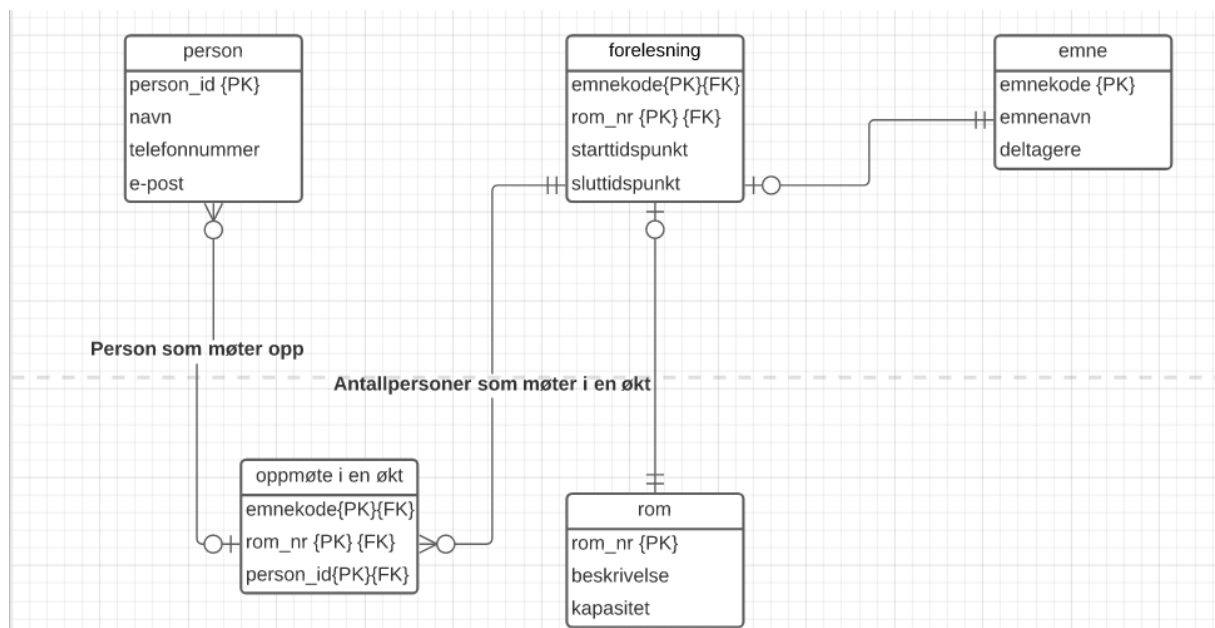 person
person_id {PK}
navn
telefonnummer
e-post
forelesning
emnekode{PK}{FK}
rom_nr {PK} {FK}
starttidspunkt
sluttidspunkt
emne
emnekode {PK}
emnenavn
deltagere
Person som møter opp
Antallpersoner som møter i en økt
oppmøte i en økt
emnekode{PK}{FK}
rom_nr {PK} {FK}
person_id{PK}{FK}
rom
rom_nr {PK}
beskrivelse
kapasitet